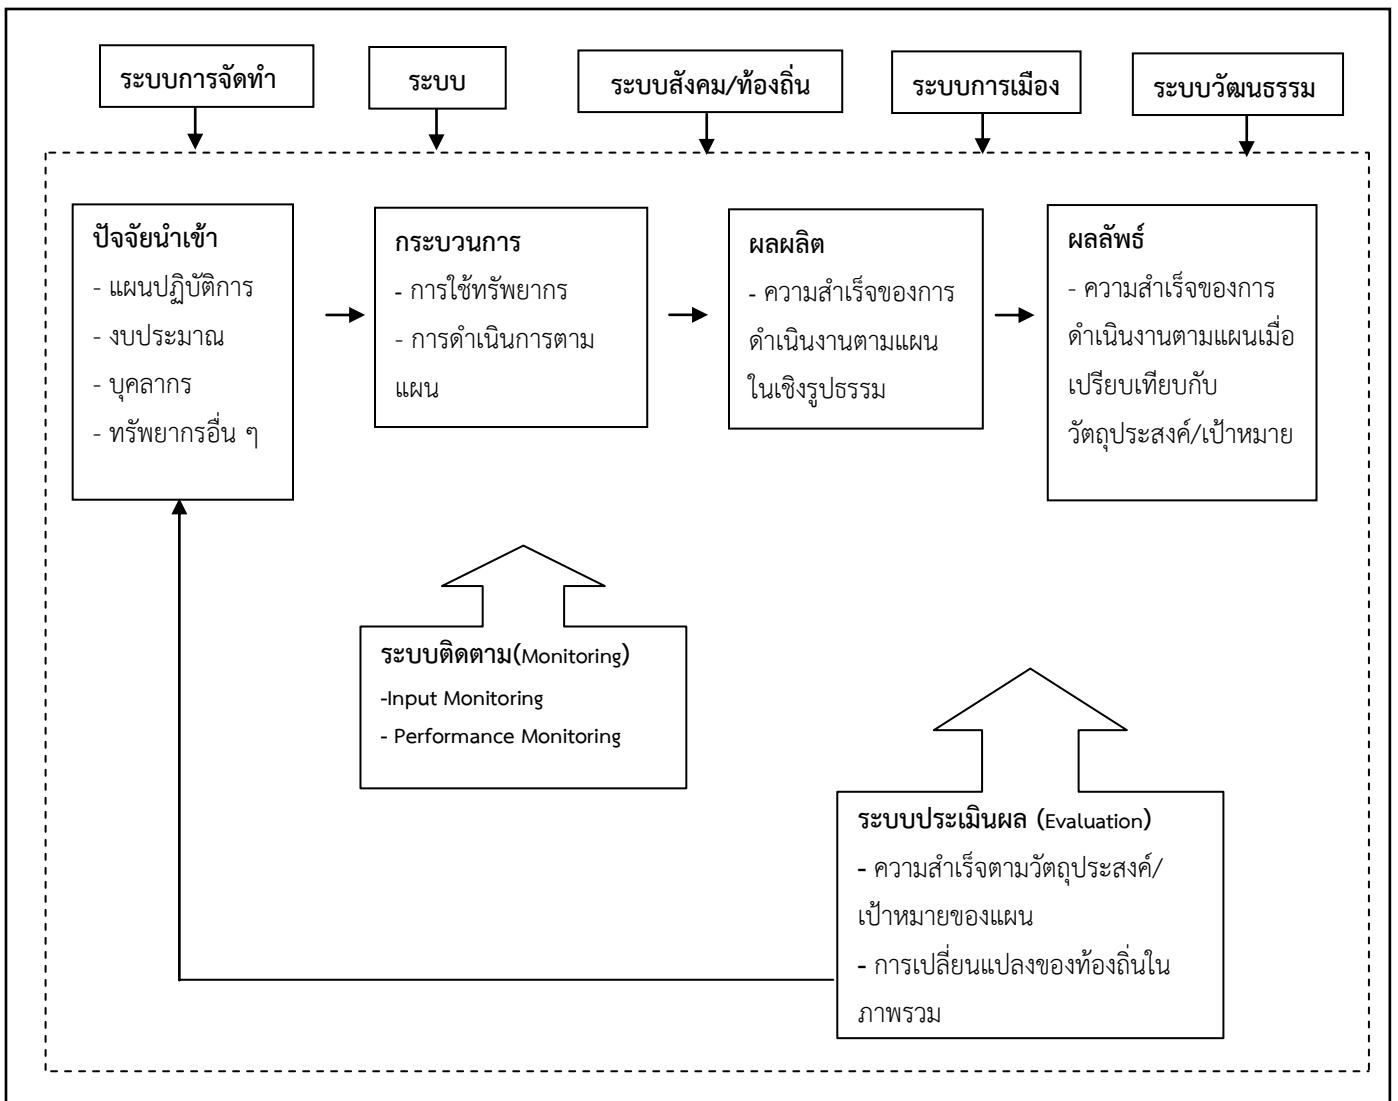 ระบบการจัดทำ
ระบบ
ระบบสังคม/ท้องถิ่น
ระบบการเมือง
ระบบวัฒนธรรม
ปัจจัยนำเข้า
- แผนปฏิบัติการ
- งบประมาณ
- บุคลากร
- ทรัพยากรอื่น ๆ
กระบวนการ
- การใช้ทรัพยากร
- การดำเนินการตาม
แผน
ผลผลิต
- ความสำเร็จของการ
ดำเนินงานตามแผน
ในเชิงรูปธรรม
ผลลัพธ์
- ความสำเร็จของการ
ดำเนินงานตามแผนเมื่อ
เปรียบเทียบกับ
วัตถุประสงค์/เป้าหมาย
ระบบติดตาม(Monitoring)
-Input Monitoring
- Performance Monitoring
ระบบประเมินผล (Evaluation)
- ความสำเร็จตามวัตถุประสงค์/
เป้าหมายของแผน
- การเปลี่ยนแปลงของท้องถิ่นใน
ภาพรวม